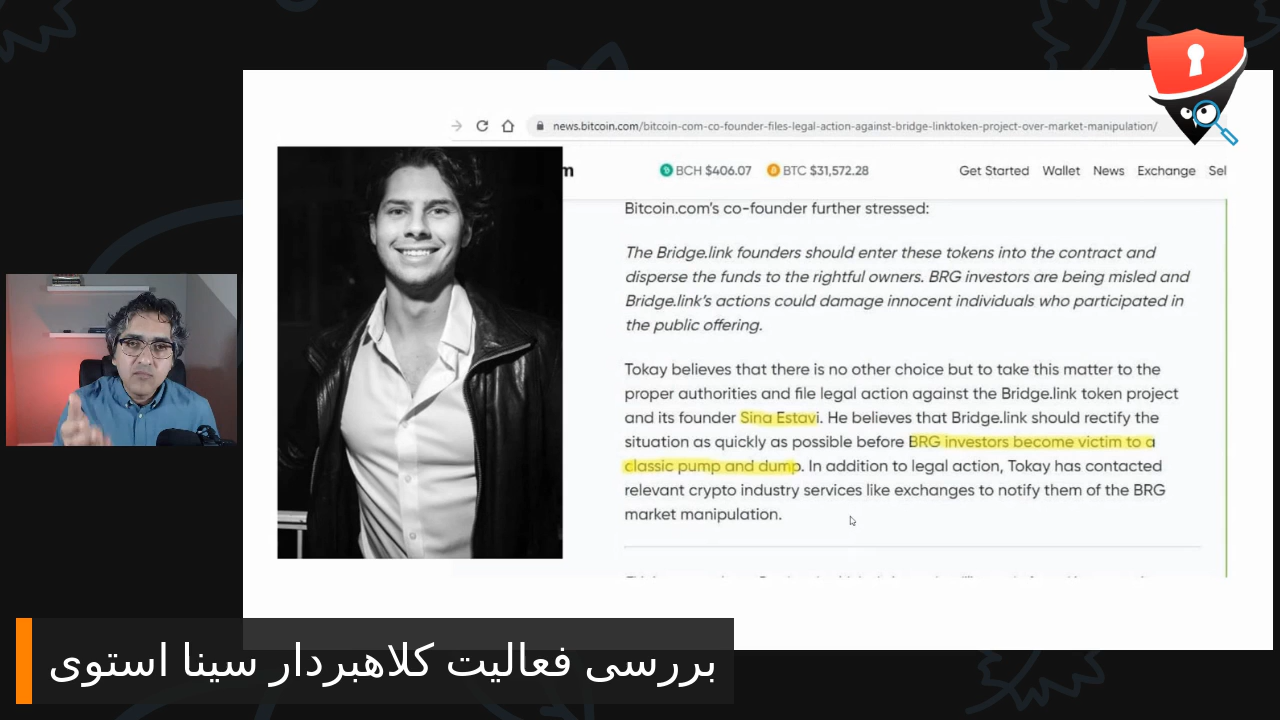 news.bitcoin.com/bitcoin-com-co-founder-files-legal-action-against-bridge-linktoken-project-over-market-manipulation/
m BCH $406.07 BTC $31,572.28 Get Started Wallet News Exchange Sel
Bitcoin.com's co-founder further stressed:
The Bridge.link founders should enter these tokens into the contract and
disperse the funds to the rightful owners. BRG investors are being misled and
Bridge.link's actions could damage innocent individuals who participated in
the public offering.
Tokay believes that there is no other choice but to take this matter to the
proper authorities and file legal action against the Bridge.link token project
and its founder Sina Estavi. He believes that Bridge.link should rectify the
situation as quickly as possible before BRG investors become victim to a
classic pump and dump. In addition to legal action, Tokay has contacted
relevant crypto industry services like exchanges to notify them of the BRG
market manipulation.
بررسی فعالیت کلاهبردار سینا استوی